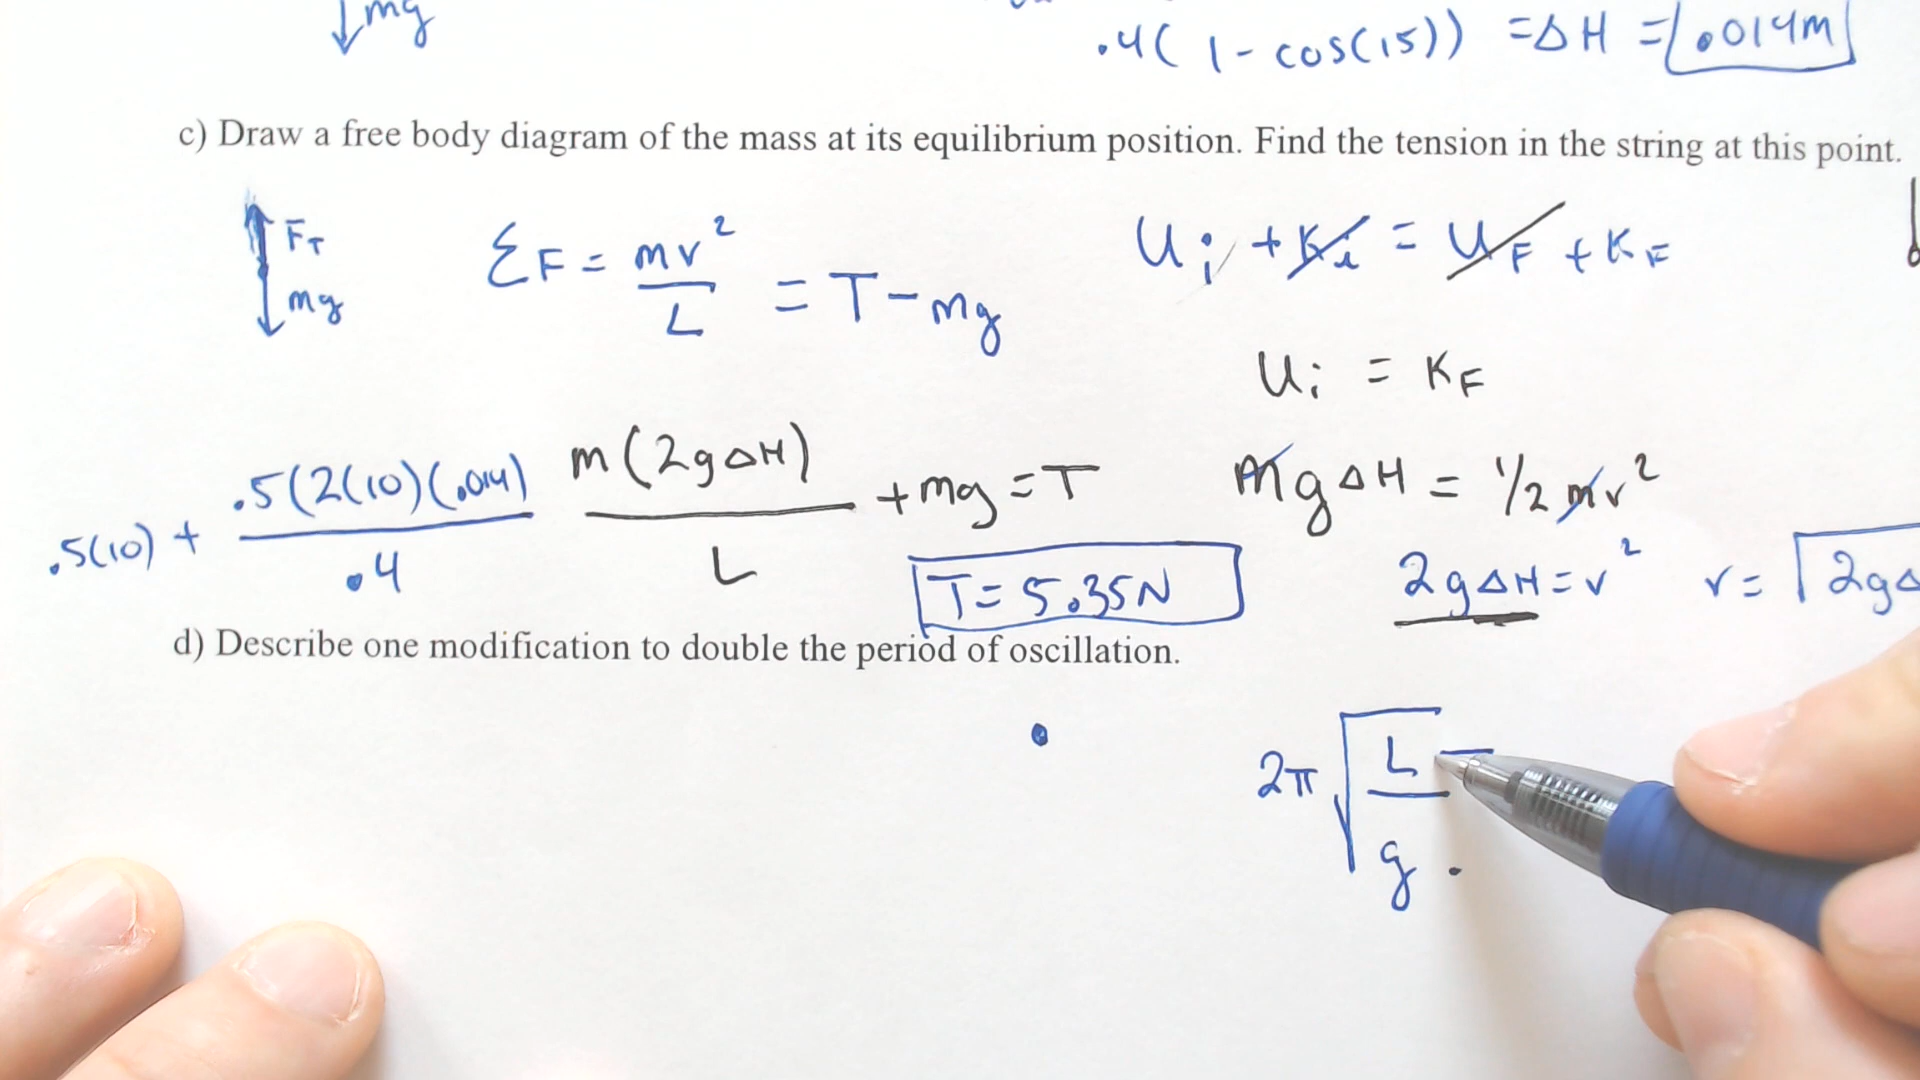 mg
.4(1-cos(15)) = ΔH = .014m
c) Draw a free body diagram of the mass at its equilibrium position. Find the tension in the string at this point.
F_T
mg
ΣF = mv²/L = T - mg
U_i + K_i = U_F + K_F
U_i = K_F
.5(10) + .5(2(10)(.014)/.4
m(2gΔH)/L + mg = T
mgΔH = 1/2 mv²
T = 5.35N
2gΔH = v² v = √2gΔ
d) Describe one modification to double the period of oscillation.
2π √L/g